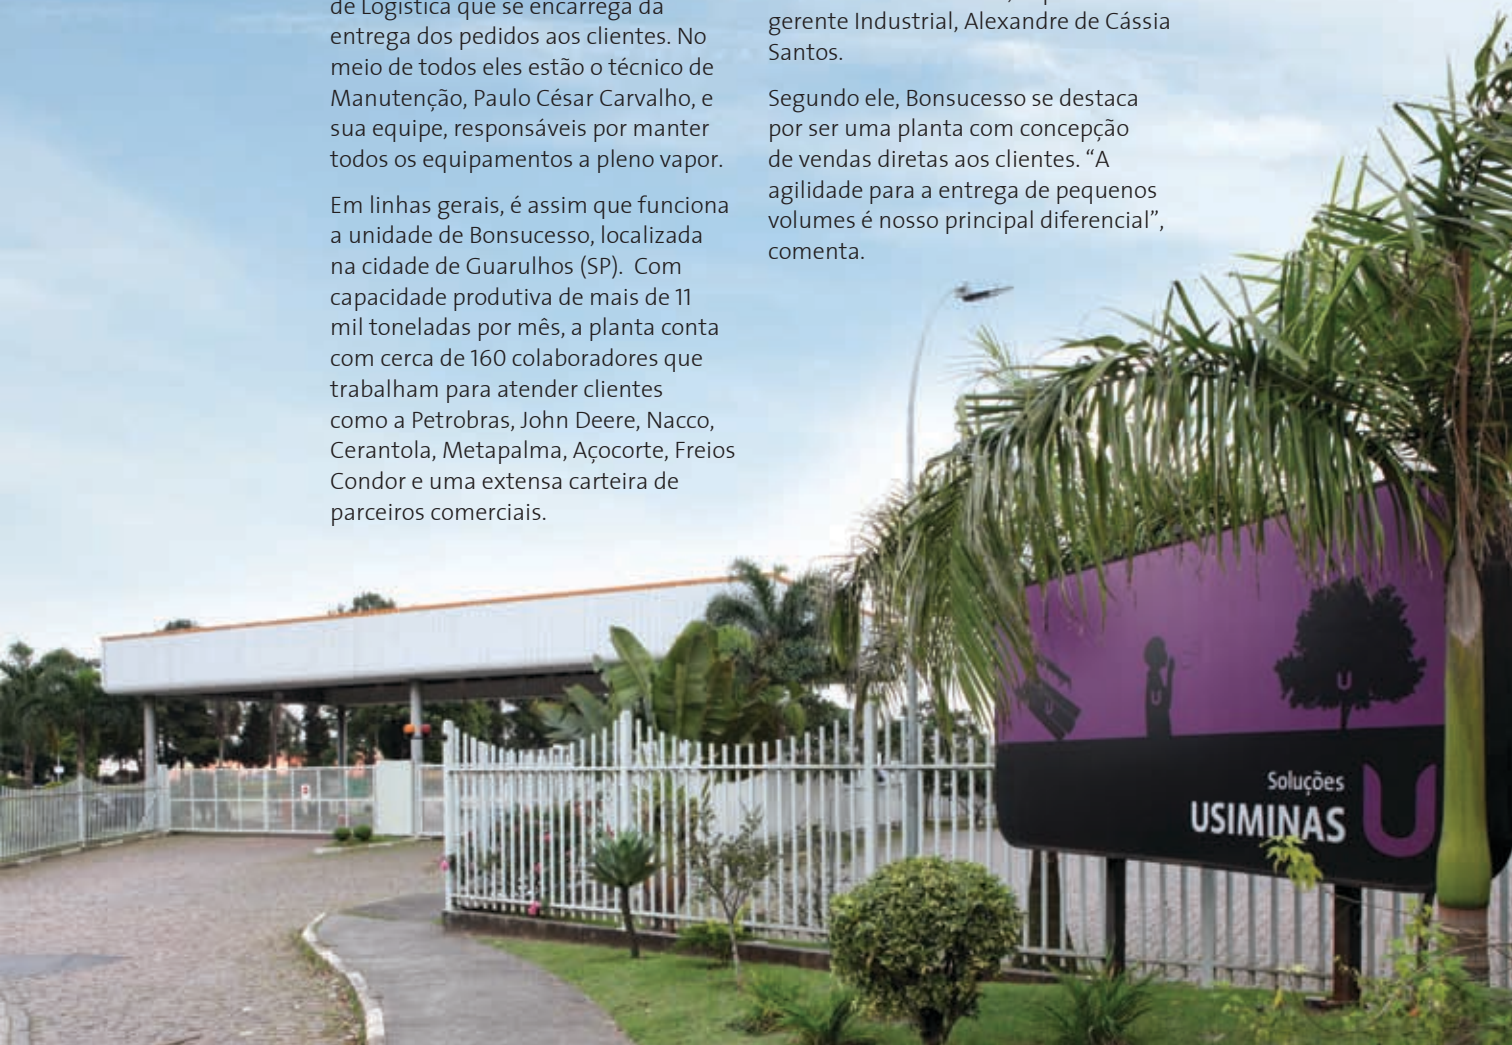 de Logística que se encarrega da
entrega dos pedidos aos clientes. No
meio de todos eles estão o técnico de
Manutenção, Paulo César Carvalho, e
sua equipe, responsáveis por manter
todos os equipamentos a pleno vapor.
Em linhas gerais, é assim que funciona
a unidade de Bonsucesso, localizada
na cidade de Guarulhos (SP).  Com
capacidade produtiva de mais de 11
mil toneladas por mês, a planta conta
com cerca de 160 colaboradores que
trabalham para atender clientes
como a Petrobras, John Deere, Nacco,
Cerantola, Metapalma, Açocorte, Freios
Condor e uma extensa carteira de
parceiros comerciais.
gerente Industrial, Alexandre de Cássia
Santos.
Segundo ele, Bonsucesso se destaca
por ser uma planta com concepção
de vendas diretas aos clientes. “A
agilidade para a entrega de pequenos
volumes é nosso principal diferencial”,
comenta.
Soluções
USIMINAS